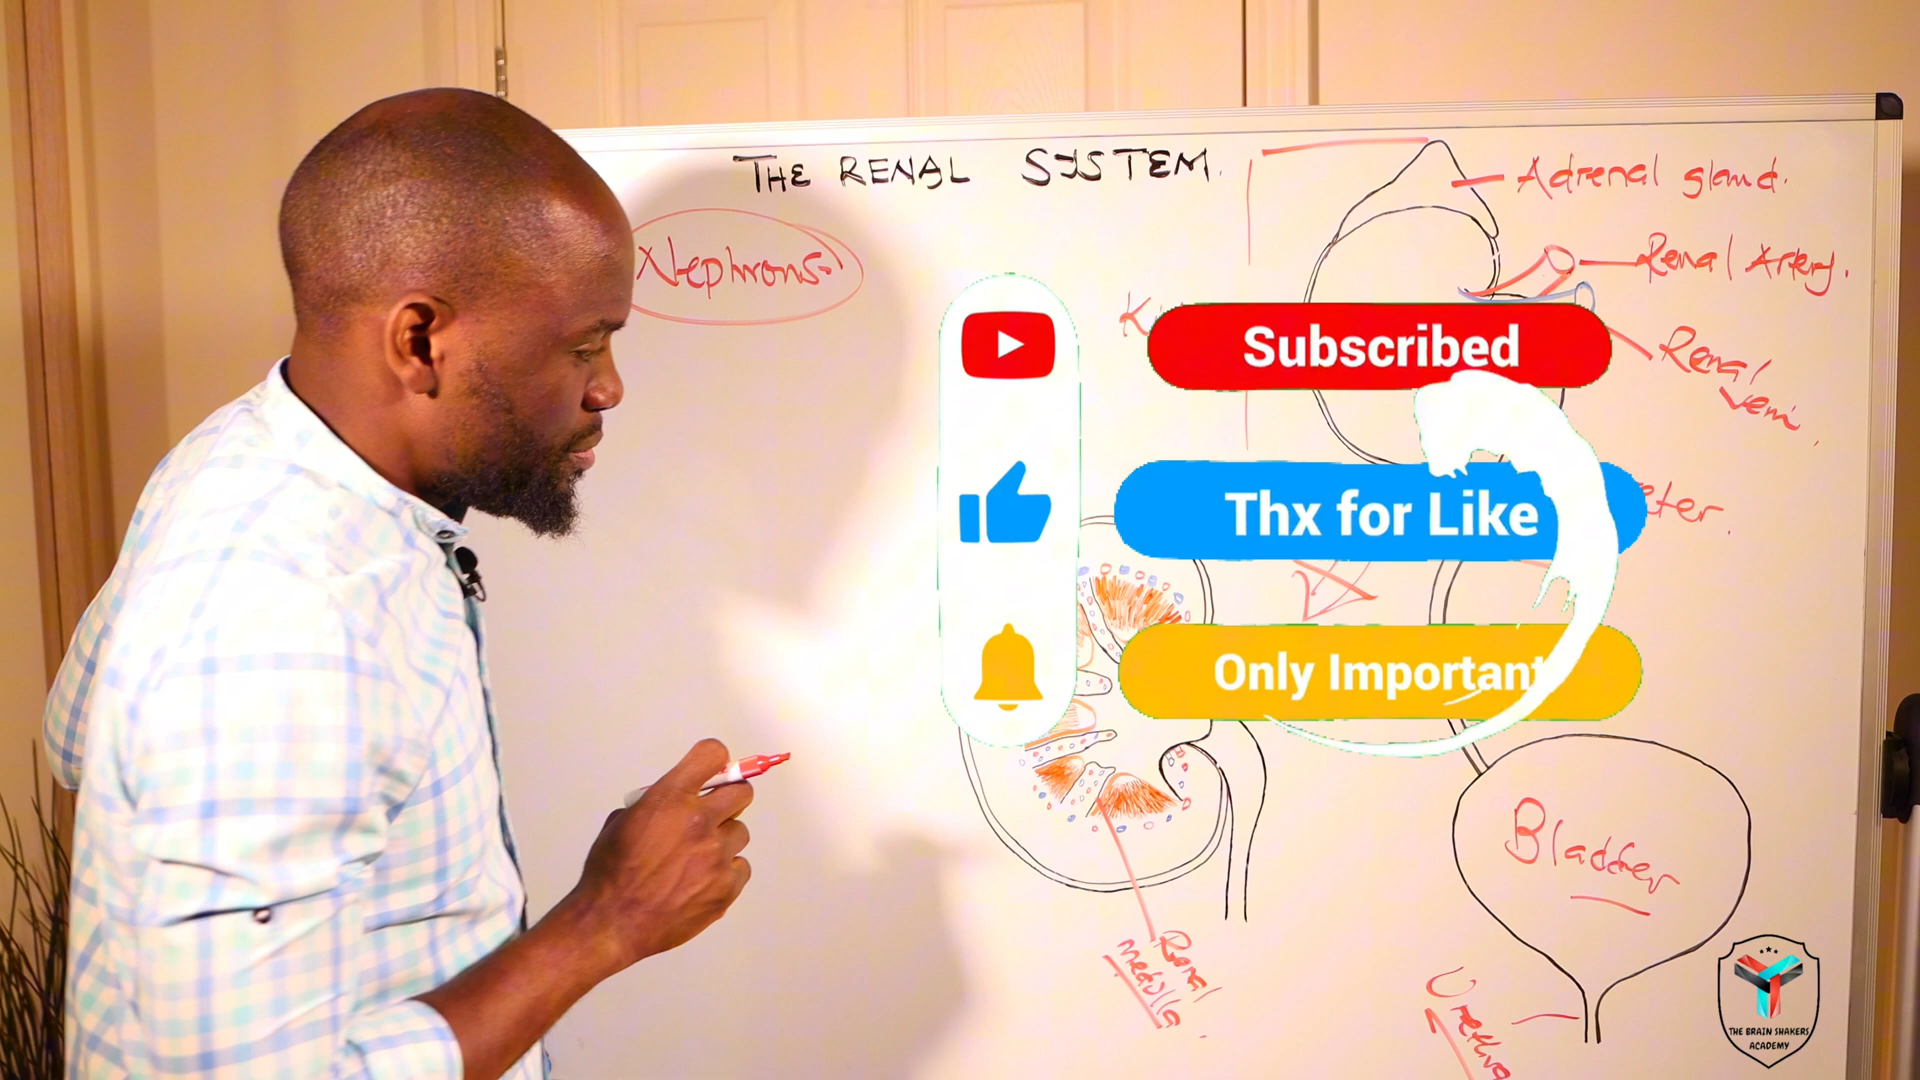 THE RENAL SYSTEM.
Adrenal gland.
Nephrons
Renal Artery.
Subscribed
Renal
vein
Thx for Like
Only Important
Bladder
Renal
medulla.
Urethra
THE BRAIN SHAKERS
ACADEMY